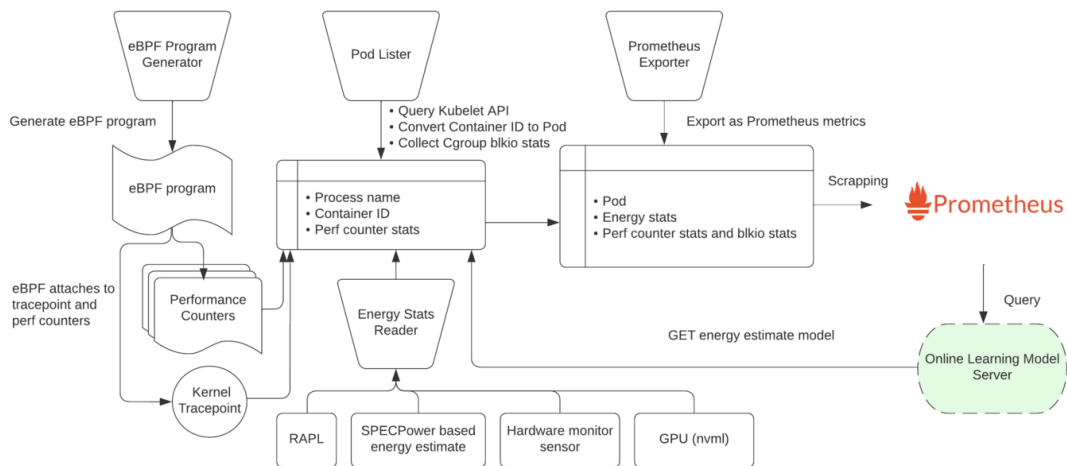 eBPF Program
Generator
Pod Lister
Prometheus
Exporter
Generate eBPF program
• Query Kubelet API
• Convert Container ID to Pod
• Collect Cgroup blkio stats
Export as Prometheus metrics
eBPF program
• Process name
• Container ID
• Perf counter stats
• Pod
• Energy stats
• Perf counter stats and blkio stats
Scrapping
Prometheus
eBPF attaches to
tracepoint and
perf counters
Performance
Counters
Energy Stats
Reader
Query
GET energy estimate model
Online Learning Model
Server
Kernel
Tracepoint
RAPL
SPECPower based
energy estimate
Hardware monitor
sensor
GPU (nvml)